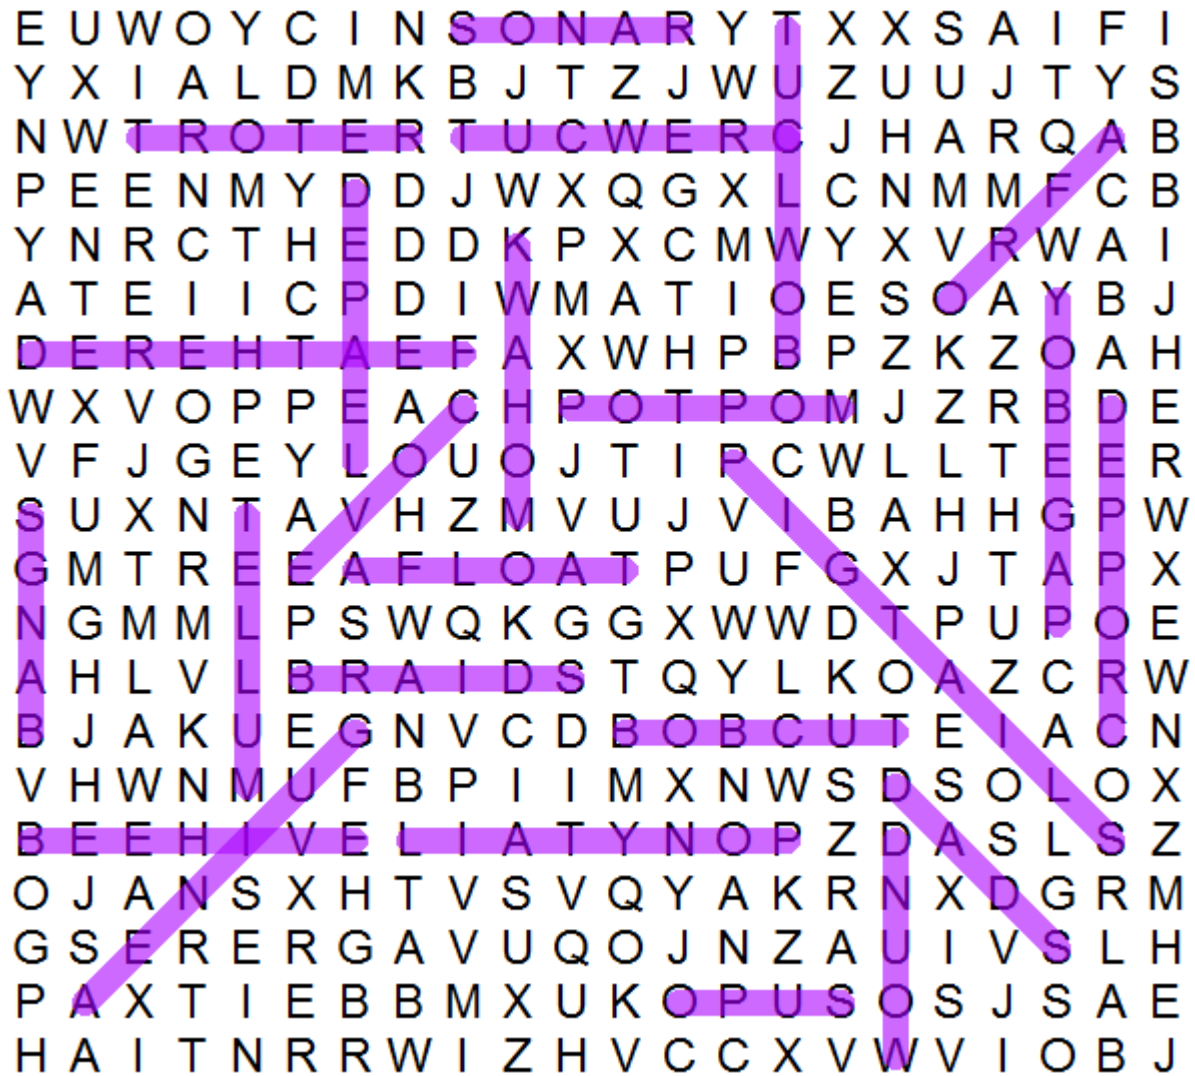 E U W O Y C I N S O N A R Y T X X S A I F I
Y X I A L D M K B J T Z J W U Z U U J T Y S
N W T R O T E R T U C W E R C J H A R Q A B
P E E N M Y D D J W X Q G X L C N M M F C B
Y N R C T H E D D K P X C M W Y X V R W A I
A T E I I C P D I W M A T I O E S O A Y B J
D E R E H T A E F A X W H P B P Z K Z O A H
W X V O P P E A C H P O T P O M J Z R B D E
V F J G E Y L O U O J T I P C W L L T E E R
S U X N T A V H Z M V U J V I B A H H G P W
G M T R E E A F L O A T P U F G X J T A P X
N G M M L P S W Q K G G X W W D T P U P O E
A H L V L B R A I D S T Q Y L K O A Z C R W
B J A K U E G N V C D B O B C U T E I A C N
V H W N M U F B P I I M X N W S D S O L O X
B E E H I V E L I A T Y N O P Z D A S L S Z
O J A N S X H T V S V Q Y A K R N X D G R M
G S E R E R G A V U Q O J N Z A U I V S L H
P A X T I E B B M X U K O P U S O S J S A E
H A I T N R R W I Z H V C C X V W V I O B J